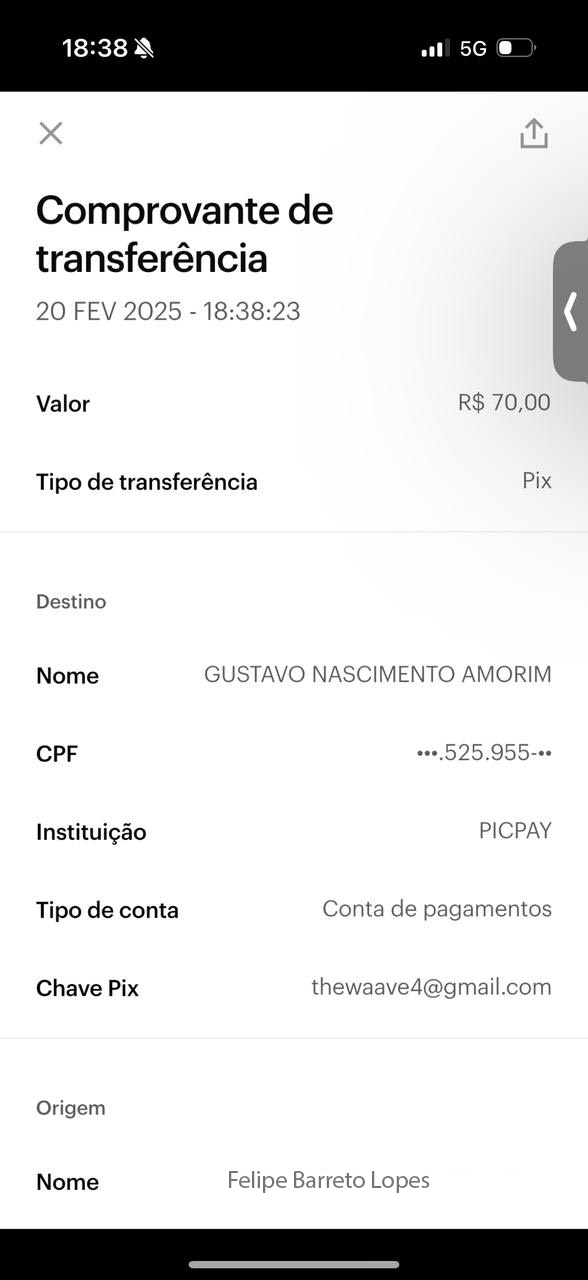 18:38 5G
Comprovante de
transferência
20 FEV 2025 - 18:38:23
Valor R$ 70,00
Tipo de transferência Pix
Destino
Nome GUSTAVO NASCIMENTO AMORIM
CPF •••.525.955-••
Instituição PICPAY
Tipo de conta Conta de pagamentos
Chave Pix thewaave4@gmail.com
Origem
Nome Felipe Barreto Lopes